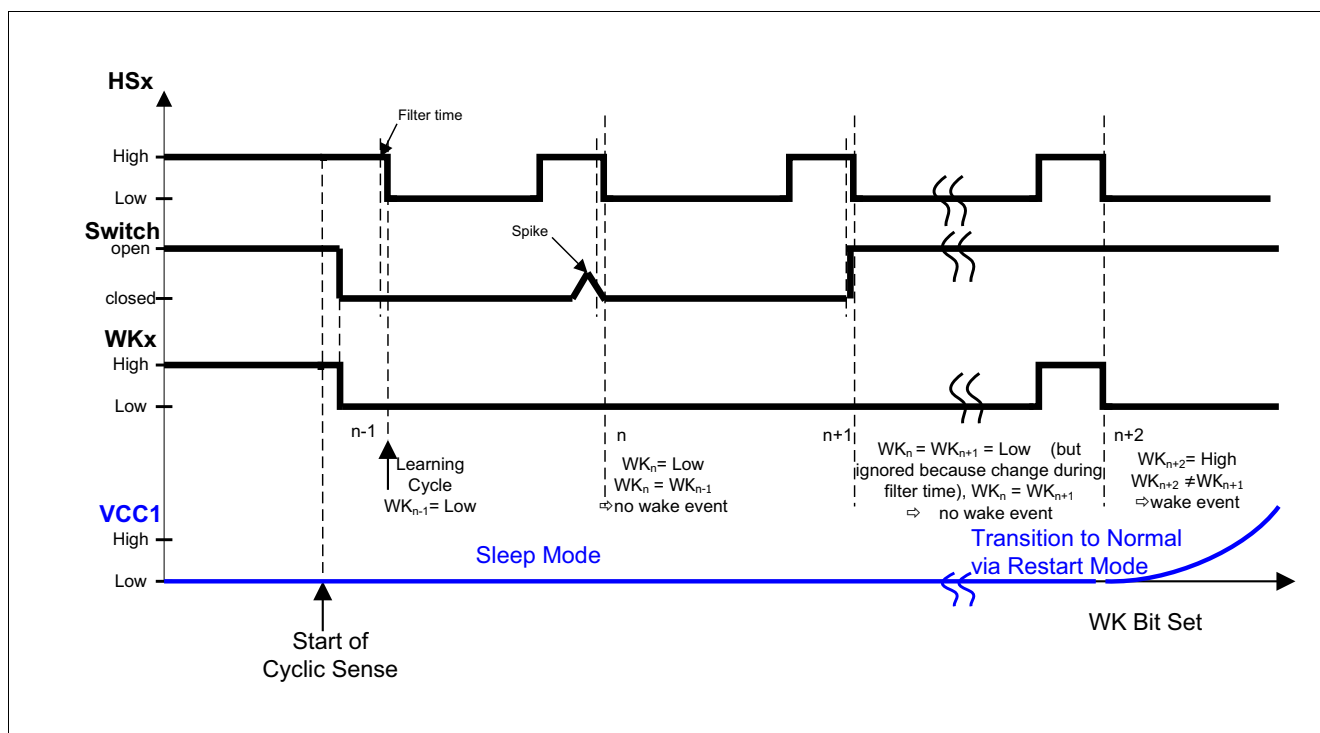 HSx
Filter time
High
Low
Switch
open
Spike
closed
WKx
High
Low
n-1
n
n+1
n+2
Learning
Cycle
WKn-1= Low
WKn= Low
WKn = WKn-1
⇨no wake event
WKn = WKn+1 = Low (but
ignored because change during
filter time), WKn = WKn+1
⇨ no wake event
WKn+2= High
WKn+2 ≠WKn+1
⇨wake event
VCC1
High
Low
Sleep Mode
Transition to Normal
via Restart Mode
Start of
Cyclic Sense
WK Bit Set